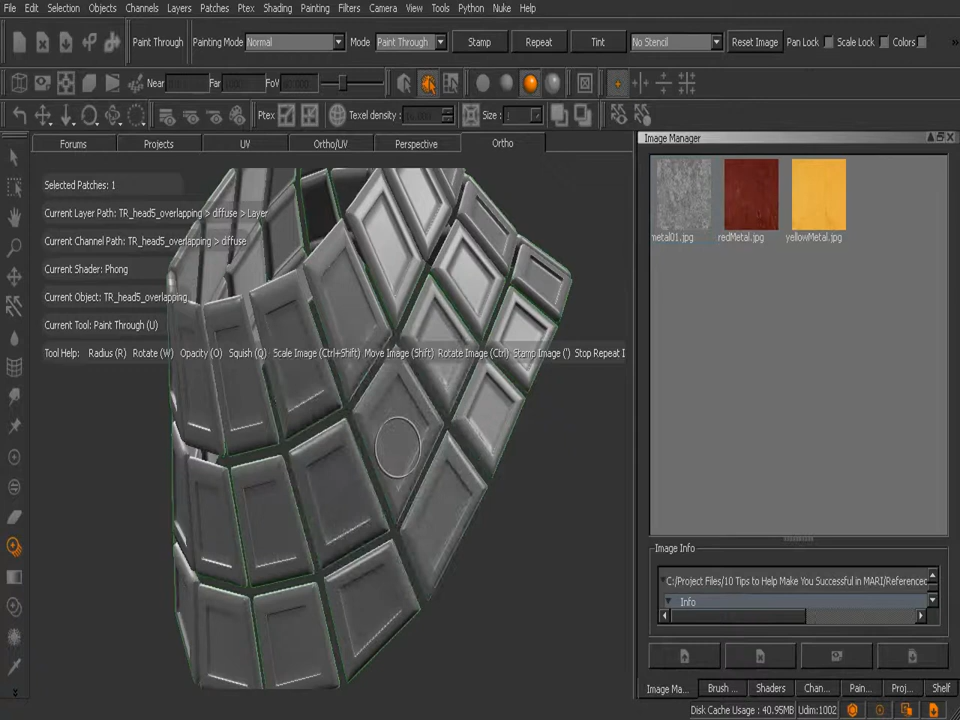 File Edit Selection Objects Channels Layers Patches Ptex Shading Painting Filters Camera View Tools Python Nuke Help
Paint Through Painting Mode Normal Mode Paint Through Stamp Repeat Tint No Stencil Reset Image Pan Lock Scale Lock Colors
Near Far FoV
Ptex Texel density : Size :
Forums Projects UV Ortho/UV Perspective Ortho
Image Manager
Selected Patches: 1
Current Layer Path: TR_head5_overlapping > diffuse > Layer
Current Channel Path: TR_head5_overlapping > diffuse
Current Shader: Phong
Current Object: TR_head5_overlapping
Current Tool: Paint Through (U)
Tool Help: Radius (R) Rotate (W) Opacity (O) Squish (Q) Scale Image (Ctrl+Shift) Move Image (Shift) Rotate Image (Ctrl) Stamp Image (') Stop Repeat I
metal01.jpg redMetal.jpg yellowMetal.jpg
Image Info
C:/Project Files/10 Tips to Help Make You Successful in MARI/Referenced
Info
Image Ma... Brush ... Shaders Chan... Pain... Proj... Shelf
Disk Cache Usage : 40.95MB Udim:1002